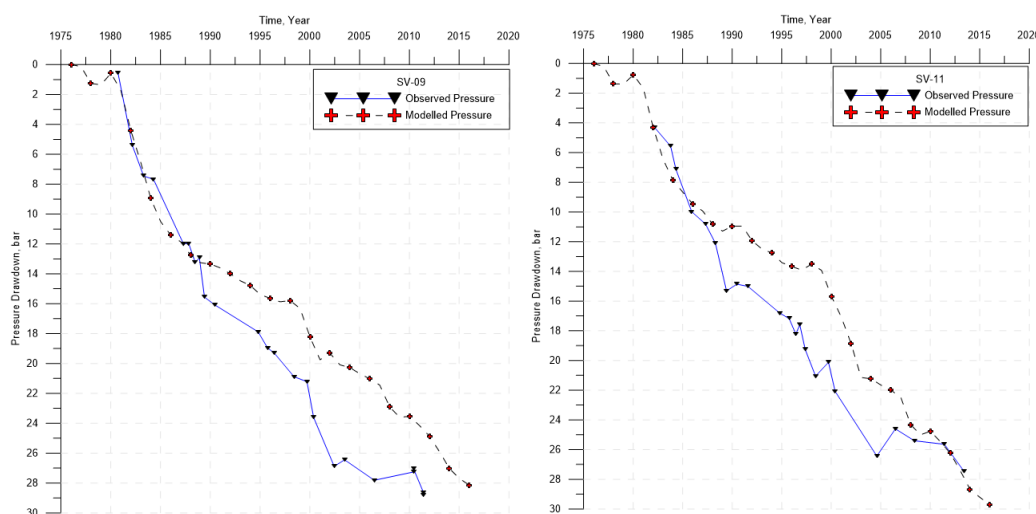 Time, Year
1975 1980 1985 1990 1995 2000 2005 2010 2015 2020
0
2
4
6
8
10
12
14
16
18
20
22
24
26
28
30
Pressure Drawdown, bar
SV-09
Observed Pressure
Modelled Pressure
Time, Year
1975 1980 1985 1990 1995 2000 2005 2010 2015 2020
0
2
4
6
8
10
12
14
16
18
20
22
24
26
28
30
Pressure Drawdown, bar
SV-11
Observed Pressure
Modelled Pressure